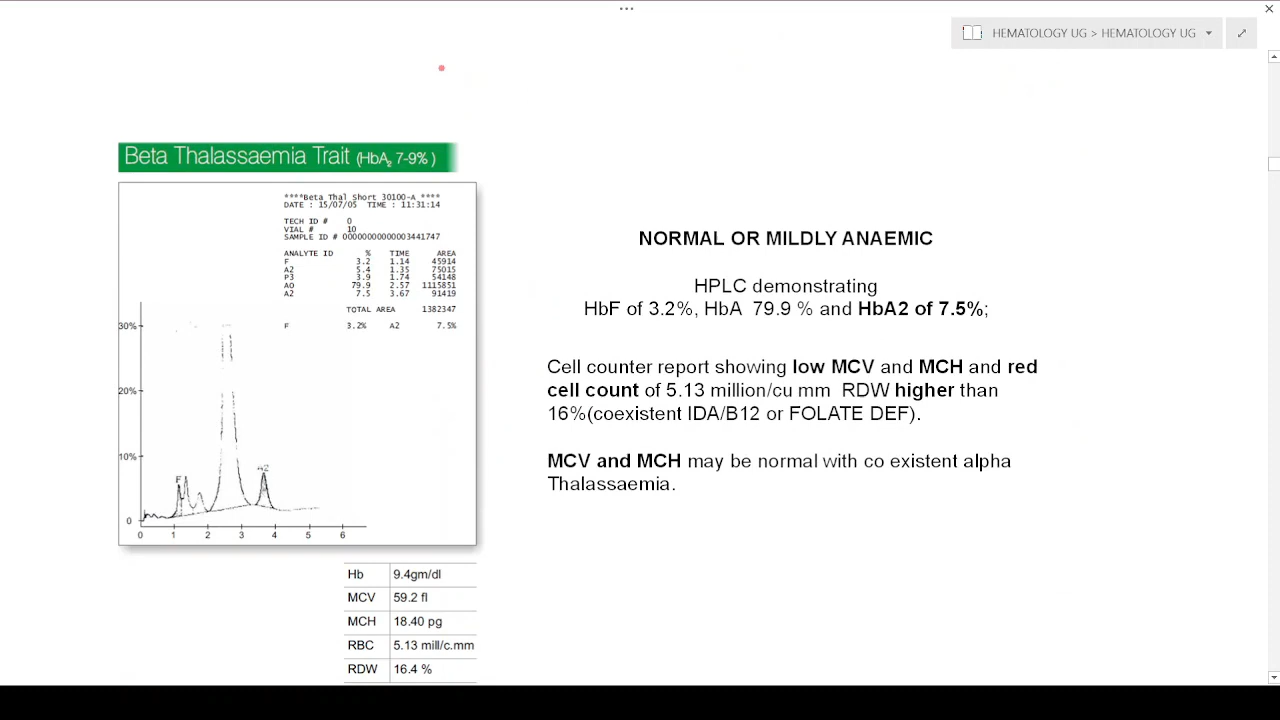 HEMATOLOGY UG > HEMATOLOGY UG
Beta Thalassaemia Trait (HbA2 7-9% )
****Beta Thal Short 30100-A ****
DATE : 15/07/05 TIME : 11:31:14
TECH ID # 0
VIAL # 10
SAMPLE ID # 00000000000003441747
ANALYTE ID % TIME AREA
F 3.2 1.14 45914
A2 5.4 1.35 75015
P3 3.9 1.74 54148
AO 79.9 2.57 1115851
A2 7.5 3.67 91419
TOTAL AREA 1382347
F 3.2% A2 7.5%
30%
20%
10%
0
F
A2
0 1 2 3 4 5 6
Hb 9.4gm/dl
MCV 59.2 fl
MCH 18.40 pg
RBC 5.13 mill/c.mm
RDW 16.4 %
NORMAL OR MILDLY ANAEMIC
HPLC demonstrating
HbF of 3.2%, HbA 79.9 % and HbA2 of 7.5%;
Cell counter report showing low MCV and MCH and red
cell count of 5.13 million/cu mm RDW higher than
16%(coexistent IDA/B12 or FOLATE DEF).
MCV and MCH may be normal with co existent alpha
Thalassaemia.